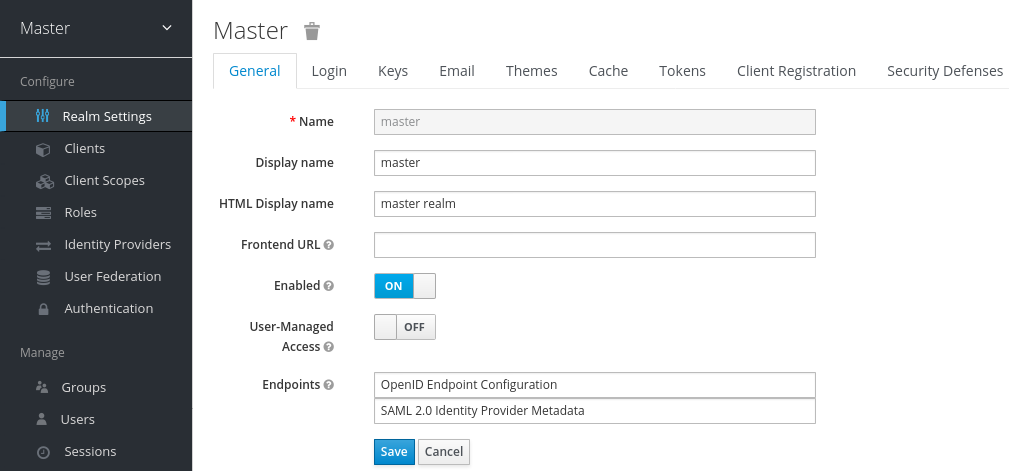 Master
Configure
Realm Settings
Clients
Client Scopes
Roles
Identity Providers
User Federation
Authentication
Manage
Groups
Users
Sessions
Master
General Login Keys Email Themes Cache Tokens Client Registration Security Defenses
* Name master
Display name master
HTML Display name master realm
Frontend URL ?
Enabled ? ON
User-Managed
Access ? OFF
Endpoints ? OpenID Endpoint Configuration
SAML 2.0 Identity Provider Metadata
Save Cancel